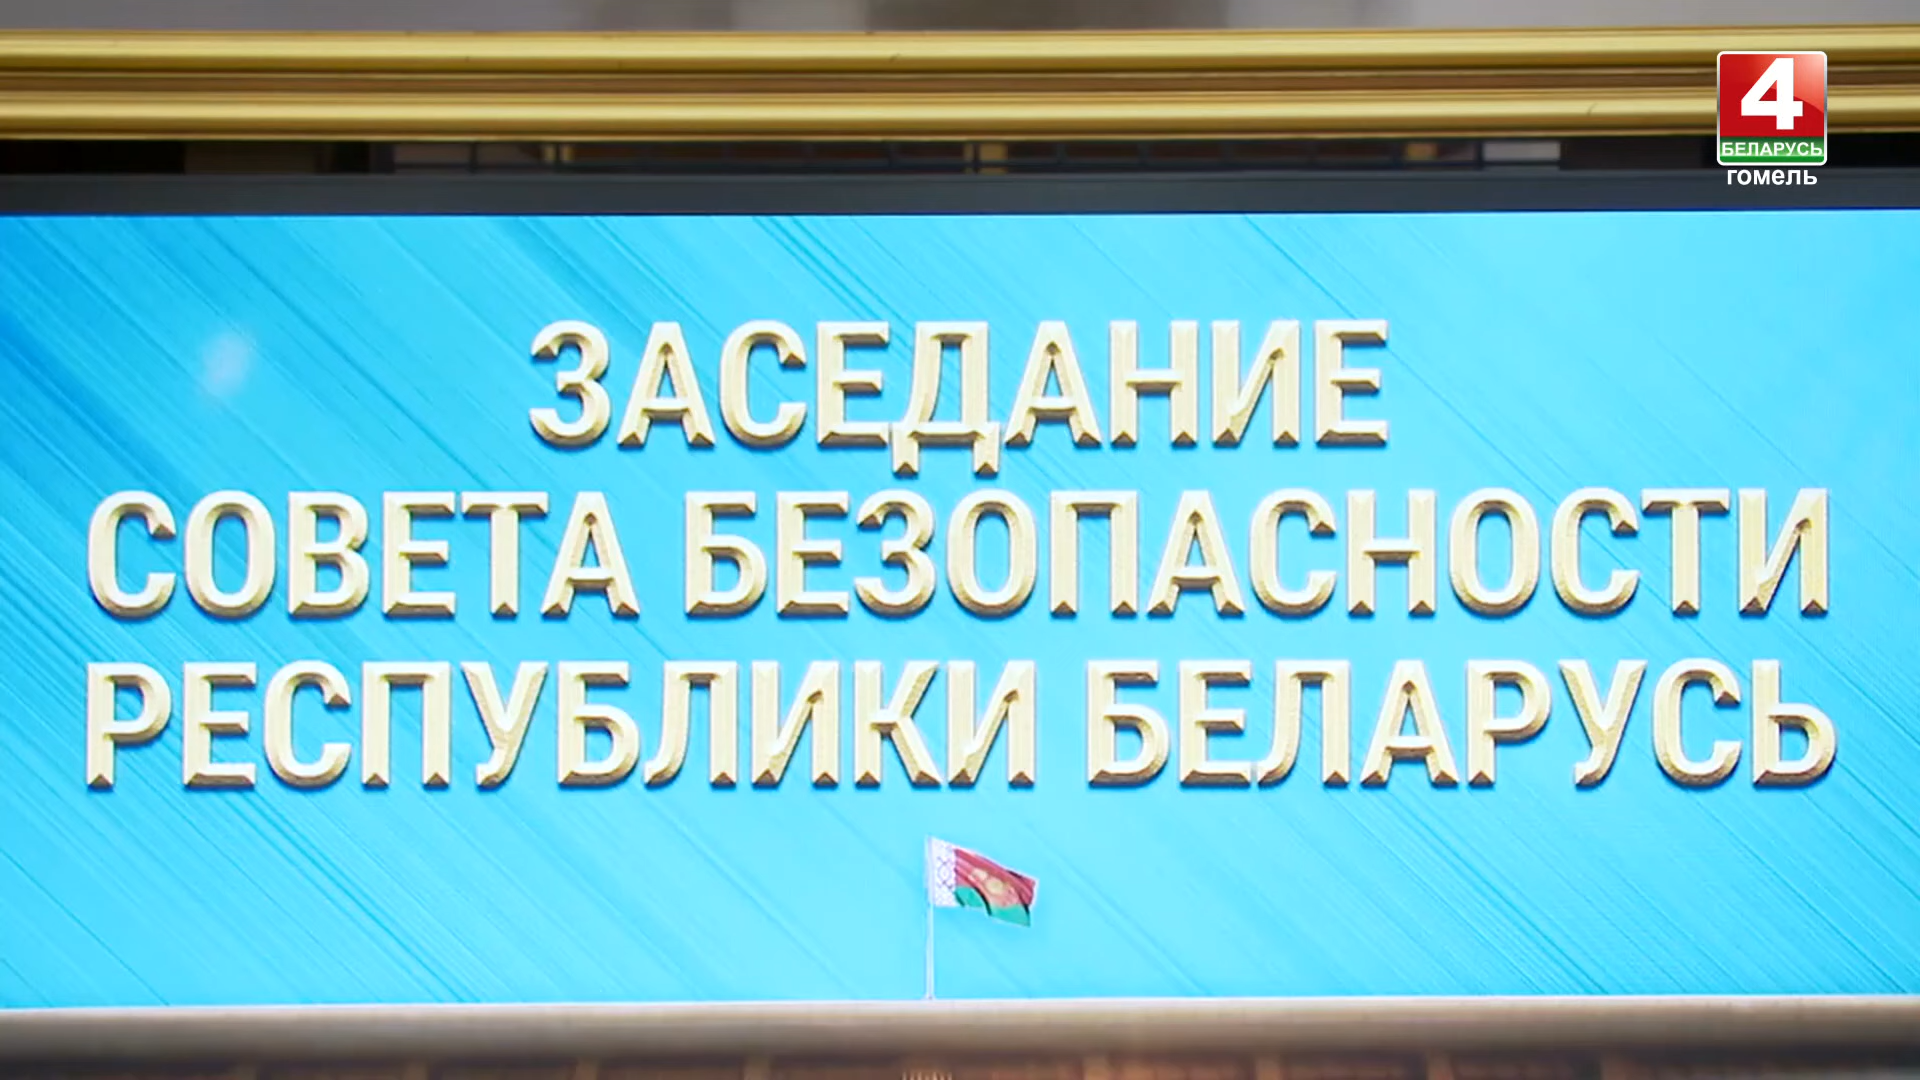 4
БЕЛАРУСЬ
гомель
ЗАСЕДАНИЕ
СОВЕТА БЕЗОПАСНОСТИ
РЕСПУБЛИКИ БЕЛАРУСЬ